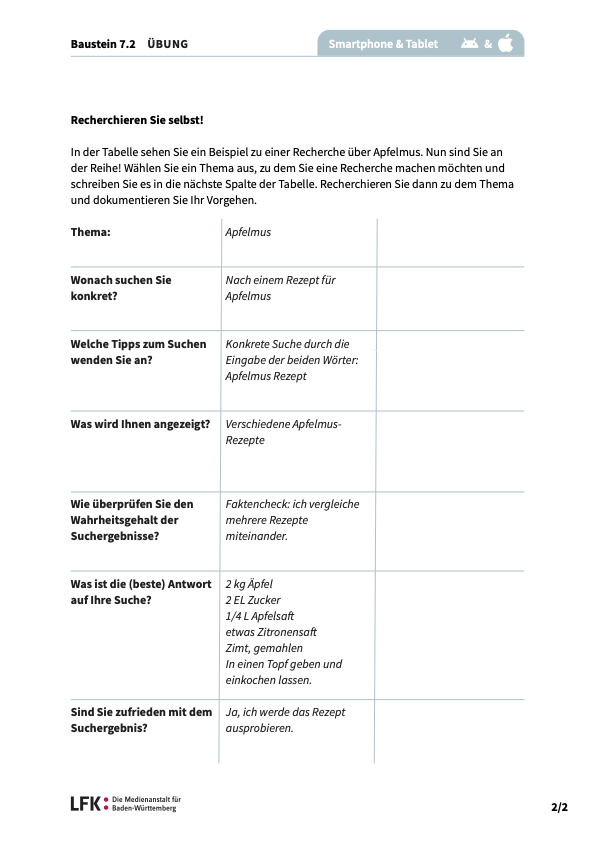 Baustein 7.2 ÜBUNG
Smartphone & Tablet &
Recherchieren Sie selbst!
In der Tabelle sehen Sie ein Beispiel zu einer Recherche über Apfelmus. Nun sind Sie an
der Reihe! Wählen Sie ein Thema aus, zu dem Sie eine Recherche machen möchten und
schreiben Sie es in die nächste Spalte der Tabelle. Recherchieren Sie dann zu dem Thema
und dokumentieren Sie Ihr Vorgehen.
Thema:
Apfelmus
Wonach suchen Sie
konkret?
Nach einem Rezept für
Apfelmus
Welche Tipps zum Suchen
wenden Sie an?
Konkrete Suche durch die
Eingabe der beiden Wörter:
Apfelmus Rezept
Was wird Ihnen angezeigt?
Verschiedene Apfelmus-
Rezepte
Wie überprüfen Sie den
Wahrheitsgehalt der
Suchergebnisse?
Faktencheck: ich vergleiche
mehrere Rezepte
miteinander.
Was ist die (beste) Antwort
auf Ihre Suche?
2 kg Äpfel
2 EL Zucker
1/4 L Apfelsaft
etwas Zitronensaft
Zimt, gemahlen
In einen Topf geben und
einkochen lassen.
Sind Sie zufrieden mit dem
Suchergebnis?
Ja, ich werde das Rezept
ausprobieren.
LFK: Die Medienanstalt für
Baden-Württemberg
2/2